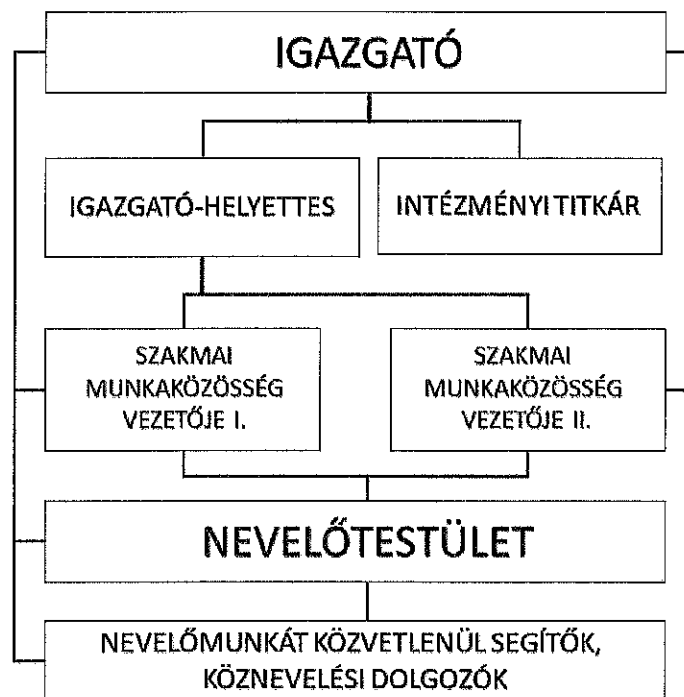 IGAZGATÓ
IGAZGATÓ-HELYETTES
INTÉZMÉNYI TITKÁR
SZAKMAI
MUNKAKÖZÖSSÉG
VEZETŐJE I.
SZAKMAI
MUNKAKÖZÖSSÉG
VEZETŐJE II.
NEVELŐTESTÜLET
NEVELŐMUNKÁT KÖZVETLENÜL SEGÍTŐK,
KÖZNEVELÉSI DOLGOZÓK